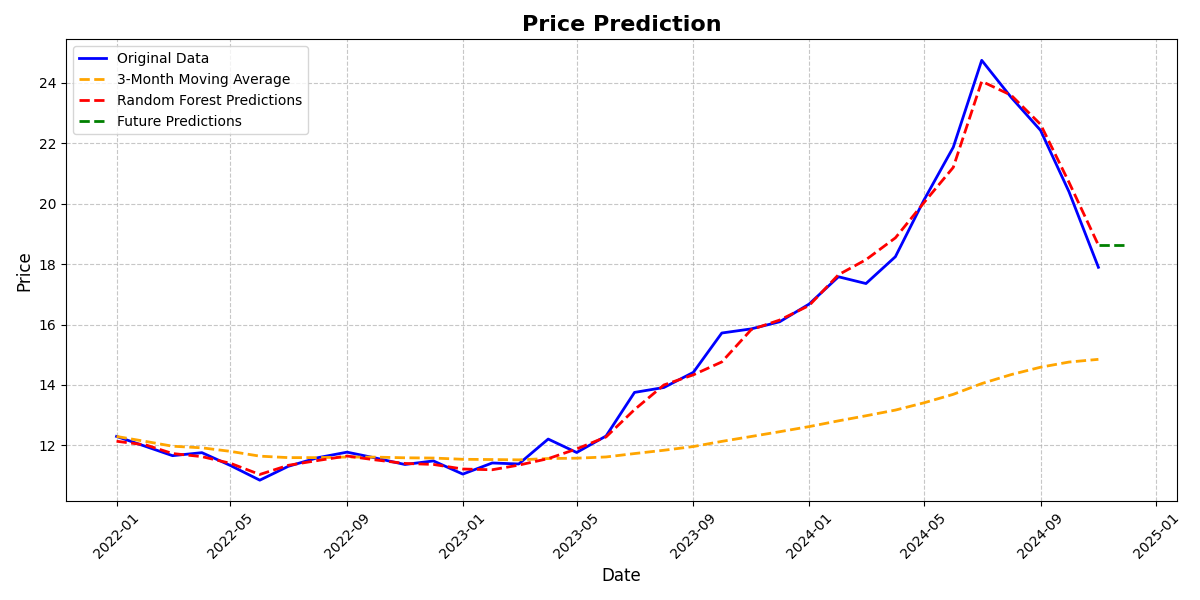 Price Prediction
Original Data
3-Month Moving Average
Random Forest Predictions
Future Predictions
Price
24
22
20
18
16
14
12
2022-01
2022-05
2022-09
2023-01
2023-05
2023-09
2024-01
2024-05
2024-09
2025-01
Date